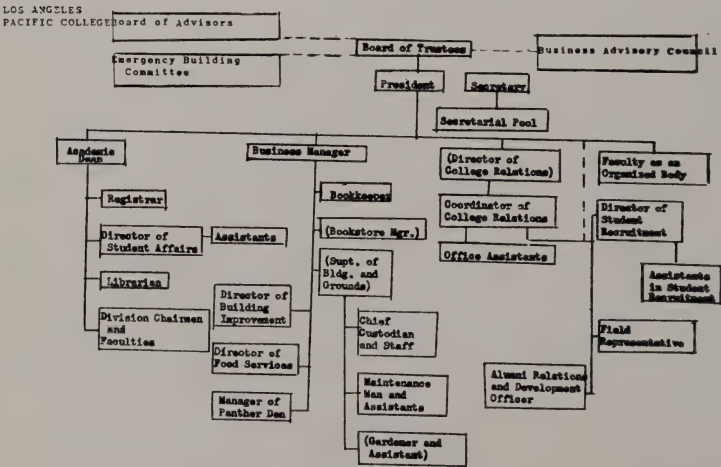 LOS ANGELES
PACIFIC COLLEGE
Board of Advisors
Board of Trustees
Business Advisory Council
Emergency Building
Committee
President
Secretary
Secretarial Pool
Academic
Dean
Business Manager
(Director of
College Relations)
Faculty as an
Organized Body
Registrar
Bookkeeper
Coordinator of
College Relations
Director of
Student
Recruitment
Director of
Student Affairs
Assistants
(Bookstore Mgr.)
Office Assistants
Librarian
(Supt. of
Bldg. and
Grounds)
Assistants
in Student
Recruitment
Director of
Building
Improvement
Division Chairmen
and
Faculties
Chief
Custodian
and Staff
Field
Representative
Director of
Food Services
Alumni Relations
and Development
Officer
Maintenance
Man and
Assistants
Manager of
Panther Den
(Gardener and
Assistant)